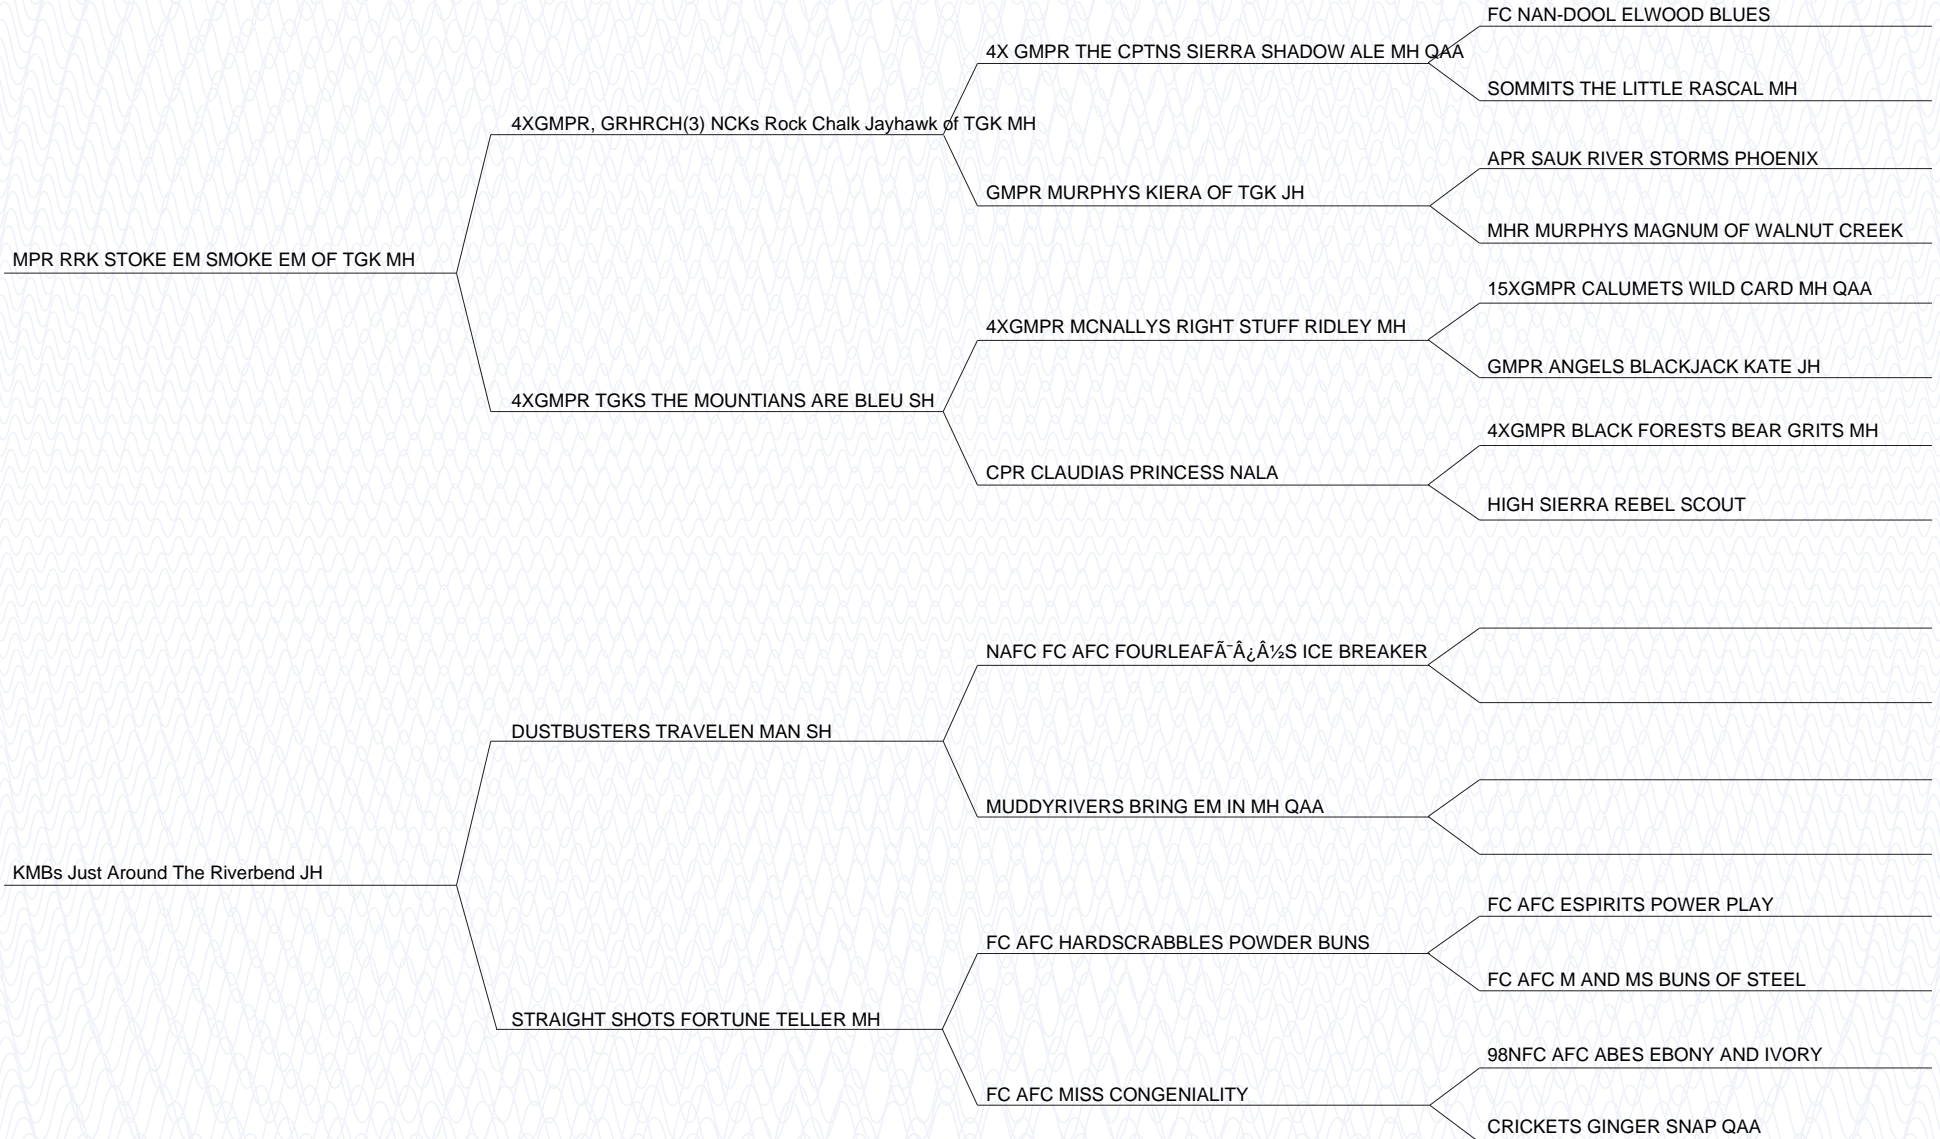 FC NAN-DOOL ELWOOD BLUES
4X GMPR THE CPTNS SIERRA SHADOW ALE MH QAA
SOMMITS THE LITTLE RASCAL MH
4XGMPR, GRHRCH(3) NCKs Rock Chalk Jayhawk of TGK MH
APR SAUK RIVER STORMS PHOENIX
GMPR MURPHYS KIERA OF TGK JH
MHR MURPHYS MAGNUM OF WALNUT CREEK
MPR RRK STOKE EM SMOKE EM OF TGK MH
15XGMPR CALUMETS WILD CARD MH QAA
4XGMPR MCNALLYS RIGHT STUFF RIDLEY MH
GMPR ANGELS BLACKJACK KATE JH
4XGMPR TGKS THE MOUNTIANS ARE BLEU SH
4XGMPR BLACK FORESTS BEAR GRITS MH
CPR CLAUDIAS PRINCESS NALA
HIGH SIERRA REBEL SCOUT
NAFC FC AFC FOURLEAFÃ¯Â¿Â½S ICE BREAKER
DUSTBUSTERS TRAVELEN MAN SH
MUDDYRIVERS BRING EM IN MH QAA
KMBs Just Around The Riverbend JH
FC AFC ESPIRITS POWER PLAY
FC AFC HARDSCRABBLES POWDER BUNS
FC AFC M AND MS BUNS OF STEEL
STRAIGHT SHOTS FORTUNE TELLER MH
98NFC AFC ABES EBONY AND IVORY
FC AFC MISS CONGENIALITY
CRICKETS GINGER SNAP QAA